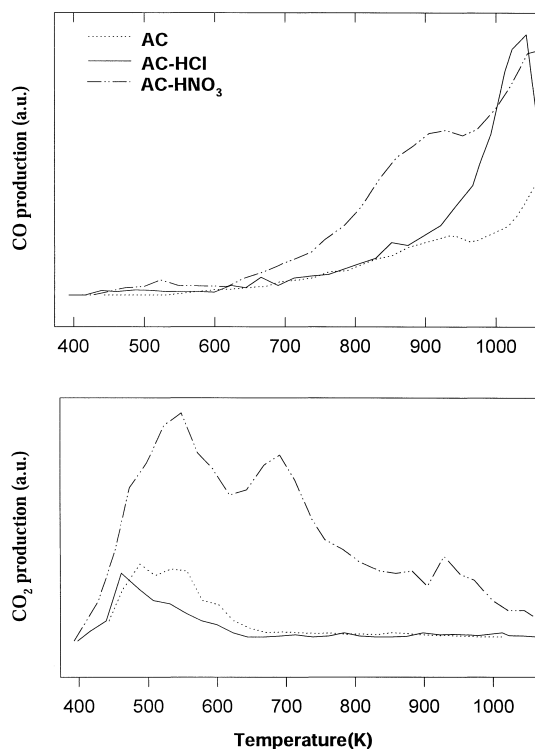 AC
AC-HCl
AC-HNO₃
CO production (a.u.)
400 500 600 700 800 900 1000
CO₂ production (a.u.)
400 500 600 700 800 900 1000
Temperature(K)